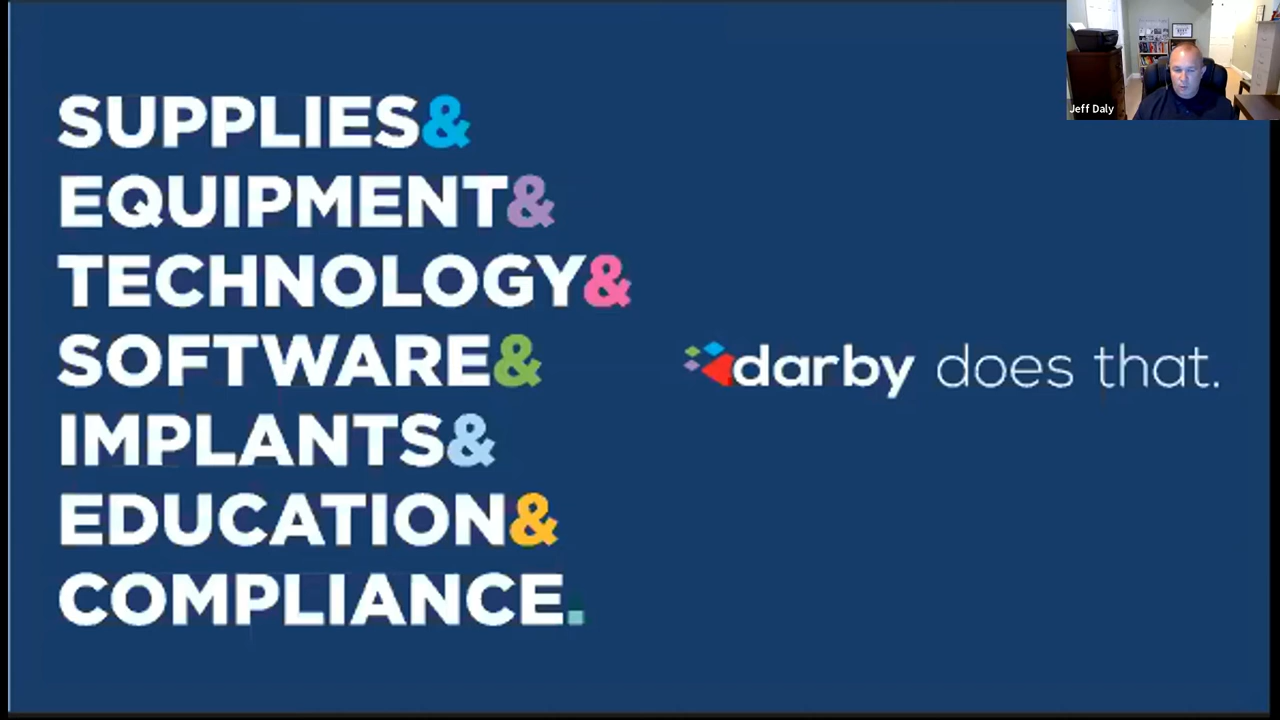 SUPPLIES&
EQUIPMENT&
TECHNOLOGY&
SOFTWARE&
IMPLANTS&
EDUCATION&
COMPLIANCE.
darby does that.
Jeff Daly